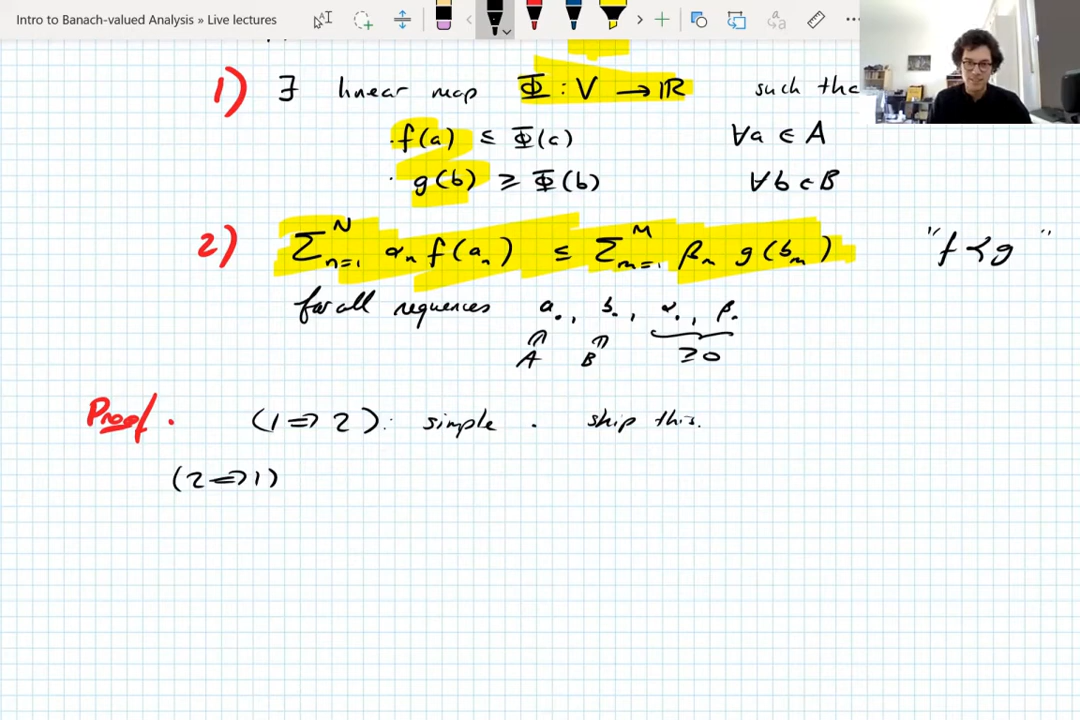 Intro to Banach-valued Analysis » Live lectures
1) ∃ linear map Φ : V → ℝ such tha
· f(a) ≤ Φ(a) ∀a ∈ A
· g(b) ≥ Φ(b) ∀b ∈ B
2) Σ_{n=1}^N α_n f(a_n) ≤ Σ_{m=1}^M β_m g(b_m) "f ≺ g"
for all sequences a., b., α., β.
A B ≥0
Proof. (1 ⇒ 2): simple. skip this.
(2 ⇒ 1)